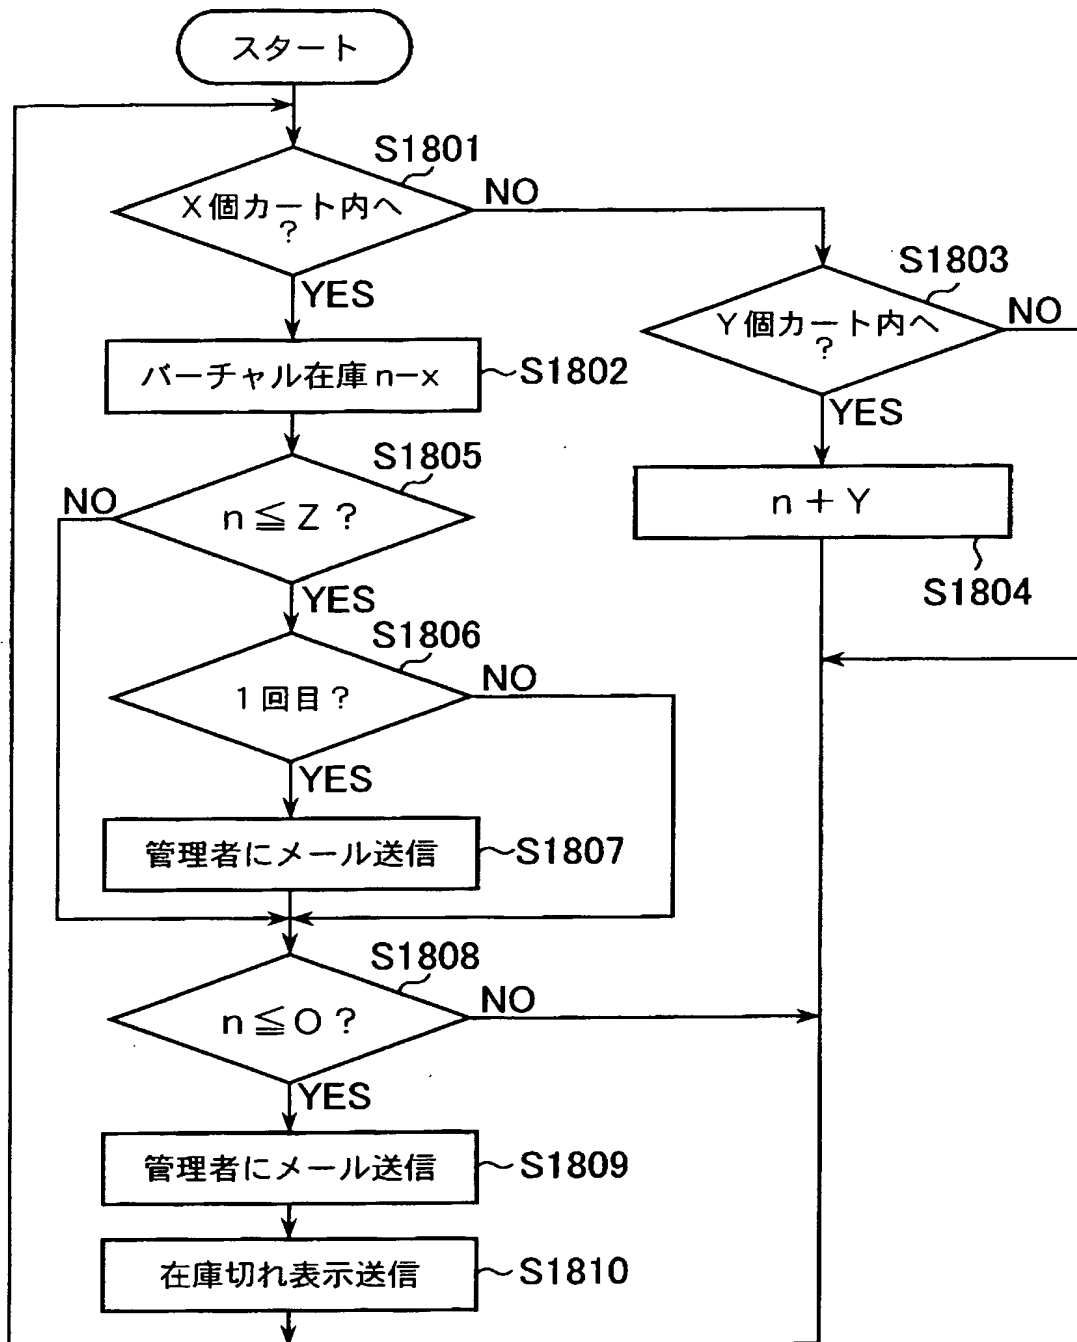 スタート
S1801
X個カート内へ
?
NO
YES
S1803
Y個カート内へ
?
NO
YES
バーチャル在庫n−x
S1802
n+Y
S1804
S1805
n≦Z?
NO
YES
S1806
1回目?
NO
YES
管理者にメール送信
S1807
S1808
n≦O?
NO
YES
管理者にメール送信
S1809
在庫切れ表示送信
S1810